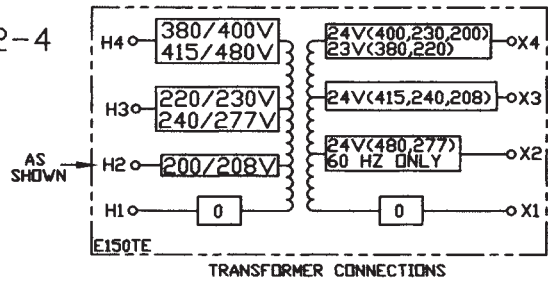 2-4
H4 380/400V 24V(400,230,200) X4
415/480V 23V(380,220)
H3 220/230V 24V(415,240,208) X3
240/277V
AS SHOWN H2 200/208V 24V(480,277) X2
60 HZ ONLY
H1 0 0 X1
E150TE
TRANSFORMER CONNECTIONS